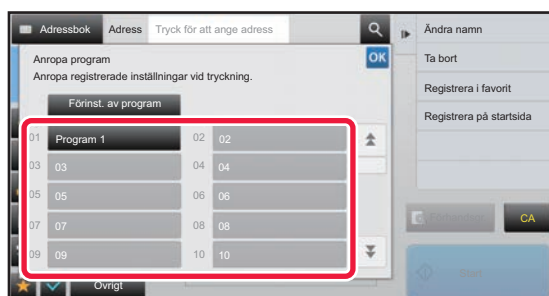 Adressbok Adress Tryck för att ange adress
Anropa program OK
Anropa registrerade inställningar vid tryckning.
Förinst. av program
01 Program 1 02 02
03 03 04 04
05 05 06 06
07 07 08 08
09 09 10 10
Övrigt
Ändra namn
Ta bort
Registrera i favorit
Registrera på startsida
CA
Start